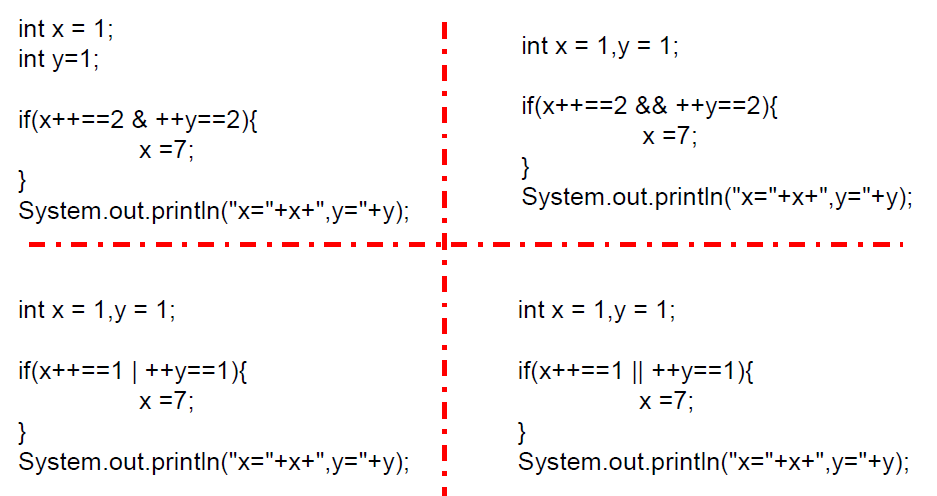 int x = 1;
int y=1;
if(x++==2 & ++y==2){
x =7;
}
System.out.println("x="+x+",y="+y);
int x = 1,y = 1;
if(x++==2 && ++y==2){
x =7;
}
System.out.println("x="+x+",y="+y);
int x = 1,y = 1;
if(x++==1 | ++y==1){
x =7;
}
System.out.println("x="+x+",y="+y);
int x = 1,y = 1;
if(x++==1 || ++y==1){
x =7;
}
System.out.println("x="+x+",y="+y);